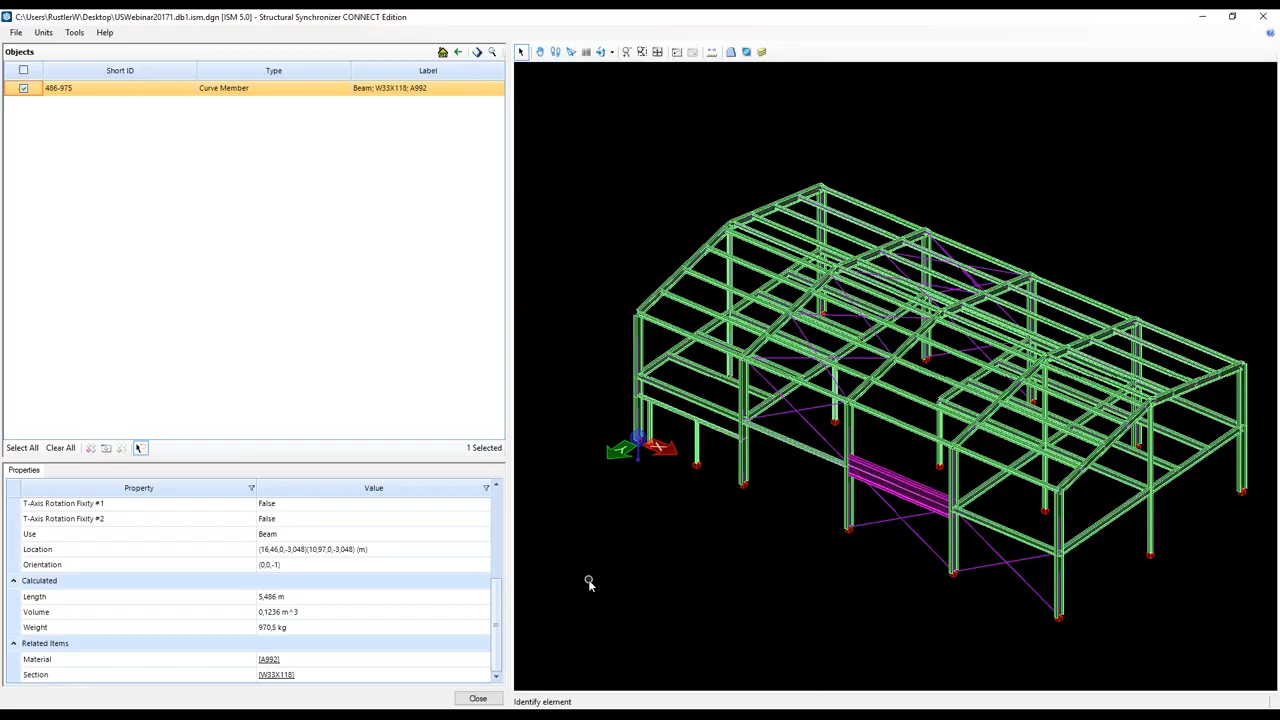 C:\Users\RustlerW\Desktop\USWebinar20171.db1.ism.dgn [ISM 5.0] - Structural Synchronizer CONNECT Edition
File Units Tools Help
Objects
Short ID Type Label
486-975 Curve Member Beam; W33X118; A992
Select All Clear All 1 Selected
Properties
Property Value
T-Axis Rotation Fixity #1 False
T-Axis Rotation Fixity #2 False
Use Beam
Location (16,46,0,-3,048)(10,97,0,-3,048) (m)
Orientation (0,0,-1)
Calculated
Length 5,486 m
Volume 0,1236 m^3
Weight 970,5 kg
Related Items
Material [A992]
Section [W33X118]
Close
Identify element
Y X